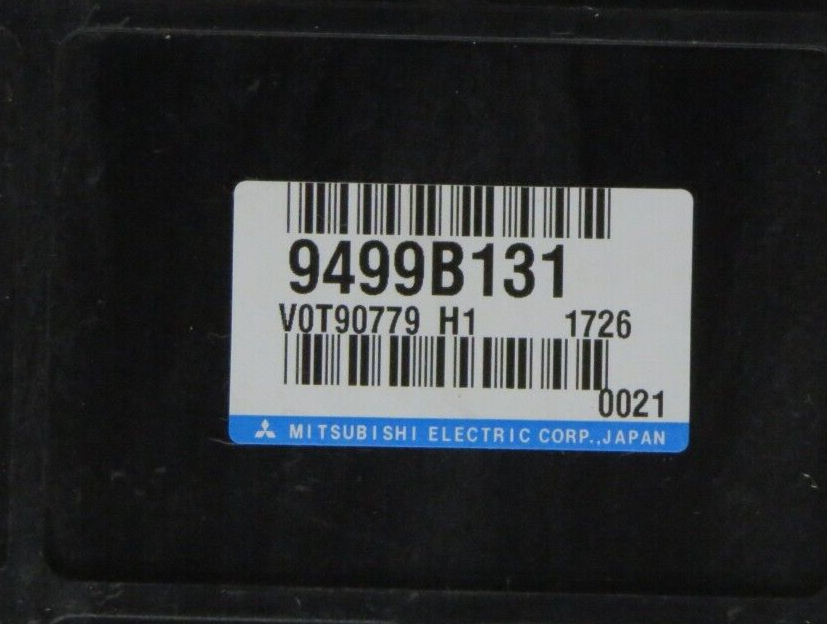 9499B131
V0T90779 H1 1726
0021
MITSUBISHI ELECTRIC CORP.,JAPAN